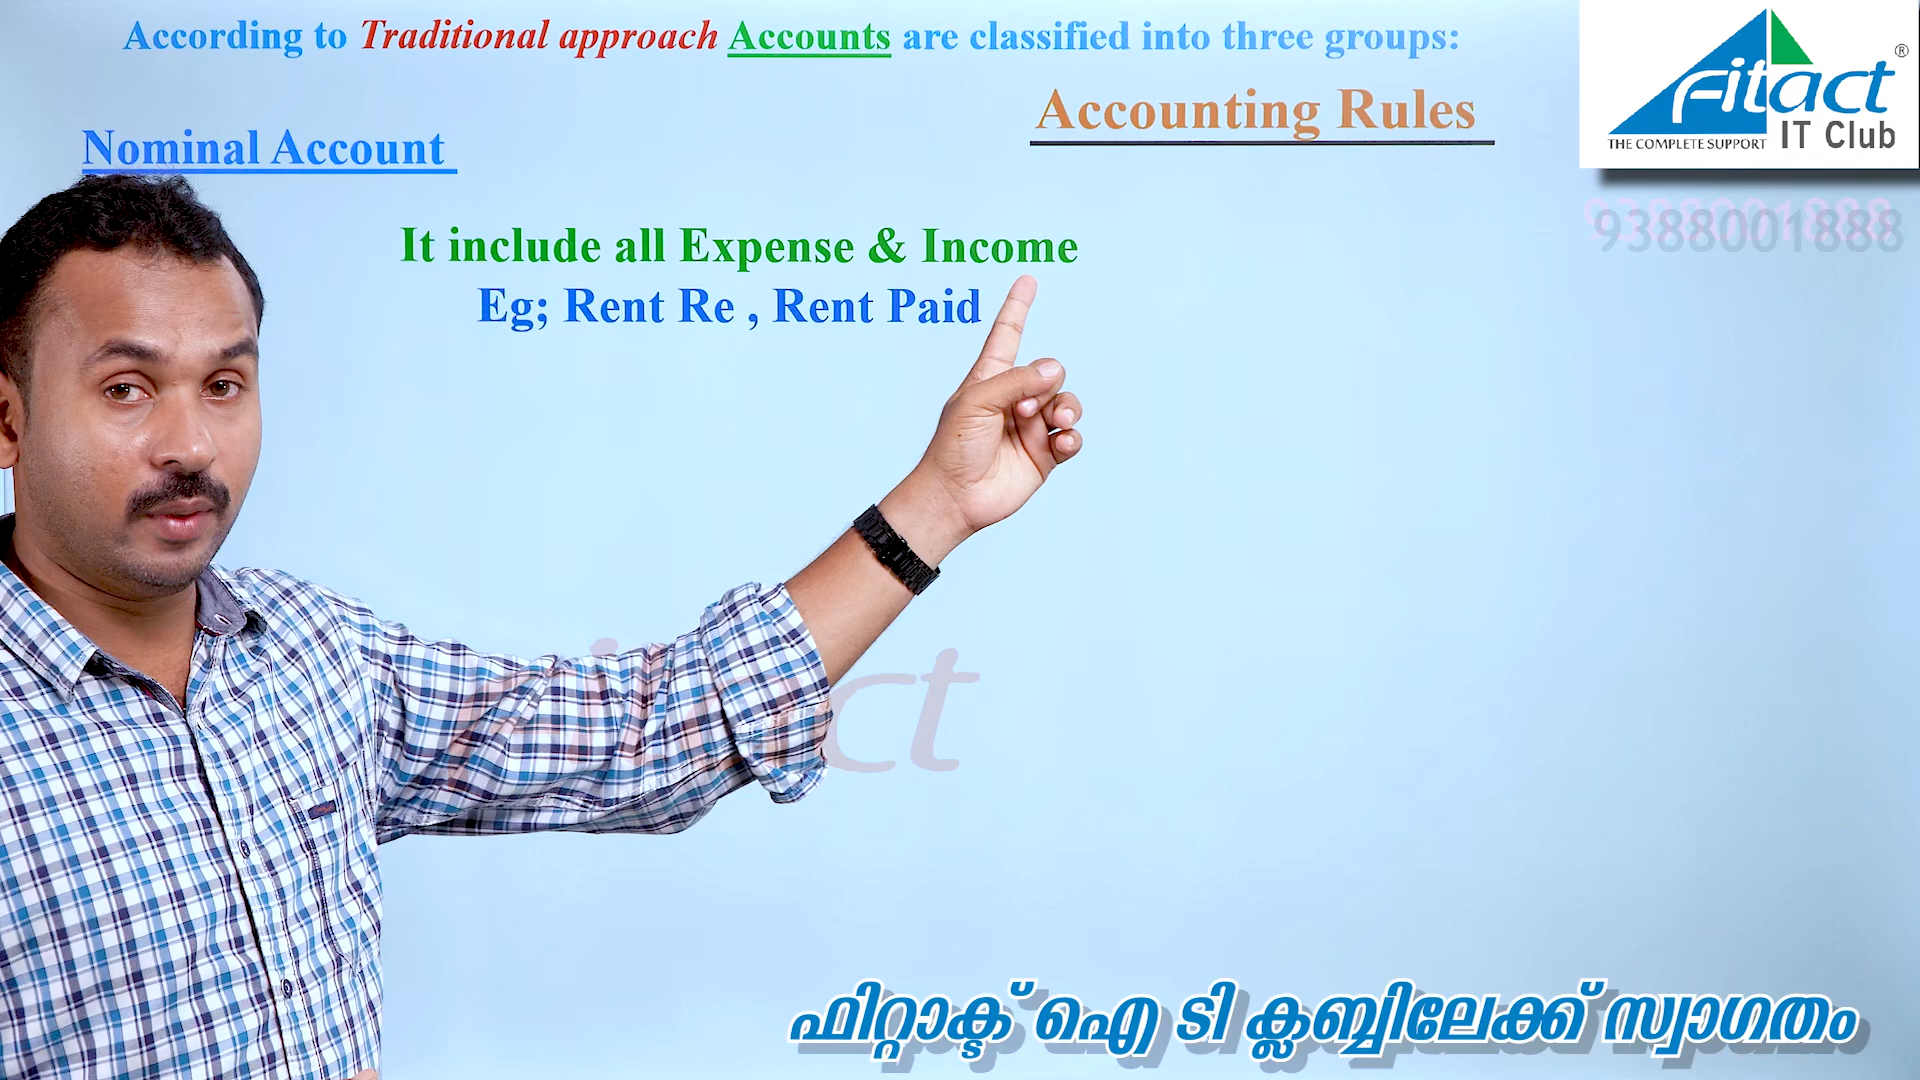 According to Traditional approach Accounts are classified into three groups:
Accounting Rules
Nominal Account
It include all Expense & Income
Eg; Rent Re , Rent Paid
Fitact ®
THE COMPLETE SUPPORT IT Club
9388001888
Fitact
ഫിറ്റാക്ട് ഐ ടി ക്ലബ്ബിലേക്ക് സ്വാഗതം